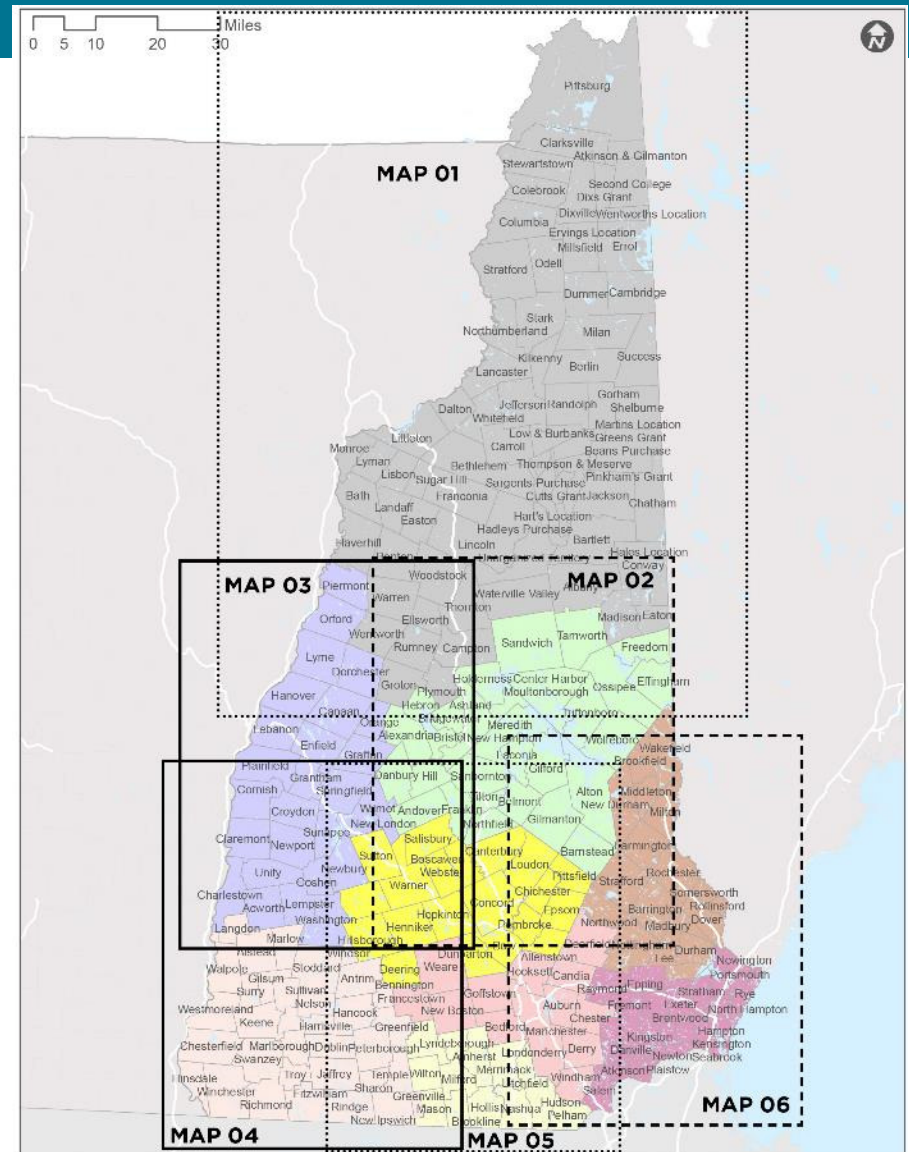 Miles
0 5 10 20 30
N
Pittsburg
Clarksville
Atkinson & Gilmanton
Stewartstown
MAP 01
Second College
Colebrook
Dixs Grant
Dixville Wentworths Location
Columbia
Ervings Location
Millsfield Errol
Stratford Odell
Dummer Cambridge
Stark
Northumberland Milan
Kilkenny Success
Berlin
Lancaster
Gorham
Dalton Jefferson Randolph Shelburne
Whitefield
Martins Location
Littleton Low & Burbanks Greens Grant
Monroe Carroll Beans Purchase
Lyman Bethlehem Thompson & Meserve
Lisbon Sugar Hill Sargents Purchase Pinkham's Grant
Bath Franconia Cutts Grant Jackson Chatham
Landaff
Easton Hart's Location
Hadleys Purchase
Haverhill Lincoln Bartlett
Benton Unorganized Territory Hales Location
Woodstock Conway
MAP 03 MAP 02
Piermont Warren Waterville Valley Albany
Thornton
Orford Ellsworth Madison Eaton
Wentworth Tamworth
Rumney Campton Sandwich Freedom
Lyme
Dorchester Holderness Center Harbor Effingham
Groton Moultonborough Ossipee
Hanover Plymouth
Hebron Ashland
Canaan Bridgewater Tuftonboro
Lebanon Orange Meredith
Alexandria Bristol New Hampton Wolfeboro
Enfield Laconia Wakefield
Grafton Brookfield
Plainfield Gilford
Grantham Danbury Hill Sanbornton
Cornish Springfield Alton Middleton
Croydon Wilmot Andover Franklin Tilton Belmont New Durham Milton
New London Northfield Gilmanton
Claremont Sunapee Salisbury Farmington
Newport Sutton Canterbury Barnstead
Boscawen Loudon
Unity Newbury Webster Pittsfield Strafford Rochester
Goshen Warner Chichester Somersworth
Charlestown Lempster Concord Barrington Rollinsford
Acworth Hopkinton Epsom Dover
Washington Henniker Pembroke Northwood Madbury
Langdon Hillsborough
Marlow Windsor Bow Deerfield Nottingham Durham
Alstead Dunbarton Allenstown Lee Newington
Stoddard Deering Weare
Walpole Antrim Hooksett Candia Portsmouth
Gilsum Bennington Raymond Epping
Surry Sullivan Francestown Goffstown Stratham Rye
Nelson Hancock Auburn Fremont Exeter
Westmoreland New Boston Chester Brentwood North Hampton
Keene Harrisville Greenfield Bedford Manchester Hampton
Kingston Kensington
Chesterfield Marlborough Dublin Peterborough Lyndeborough Londonderry Derry Danville
Swanzey Amherst Newton Seabrook
Merrimack Atkinson Plaistow
Hinsdale Troy Jaffrey Temple Wilton Milford Litchfield Windham
Winchester Fitzwilliam Sharon Salem
Richmond Rindge Greenville Mason Hollis Nashua Hudson
New Ipswich Brookline Pelham
MAP 06
MAP 04 MAP 05